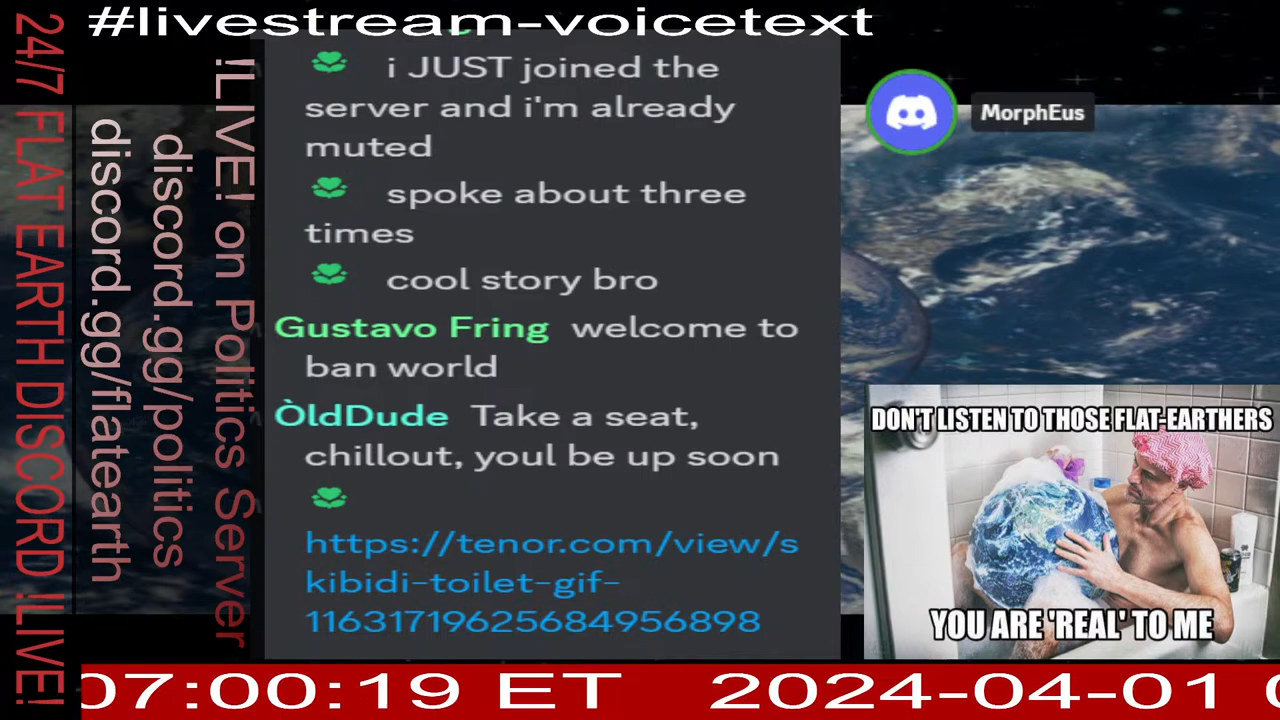 #livestream-voicetext
24/7 FLAT EARTH DISCORD !LIVE!
discord.gg/flatearth
discord.gg/politics
!LIVE! on Politics Server
i JUST joined the
server and i'm already
muted
spoke about three
times
cool story bro
Gustavo Fring welcome to
ban world
ÒldDude Take a seat,
chillout, youl be up soon
https://tenor.com/view/s
kibidi-toilet-gif-
11631719625684956898
MorphEus
DON'T LISTEN TO THOSE FLAT-EARTHERS
YOU ARE 'REAL' TO ME
07:00:19 ET 2024-04-01